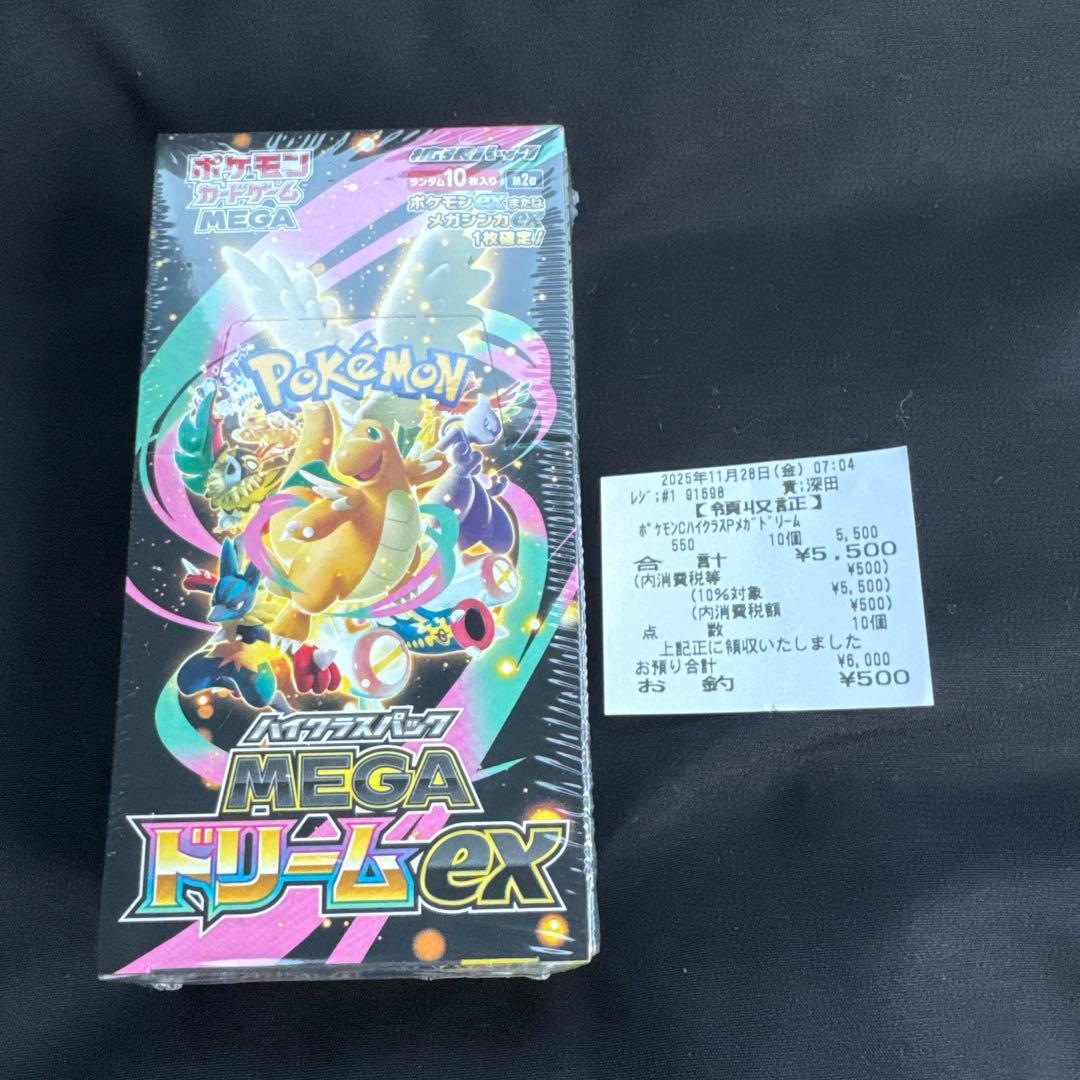 ポケモン
カードゲーム
MEGA
ハイクラスパック
ランダム10枚入り
M2a
ポケモンexまたは
メガシンカex
1枚確定!
POKéMON
ハイクラスパック
MEGA
ドリームex
2025年11月28日(金) 07:04
レジ:#1 91698 責:深田
【領収証】
ポケモンCハイクラスPメガドリーム
550 10個 5,500
合計 ¥5,500
(内消費税等 ¥500)
(10%対象 ¥5,500)
(内消費税額 ¥500)
点数 10個
上記正に領収いたしました
お預り合計 ¥6,000
お釣 ¥500